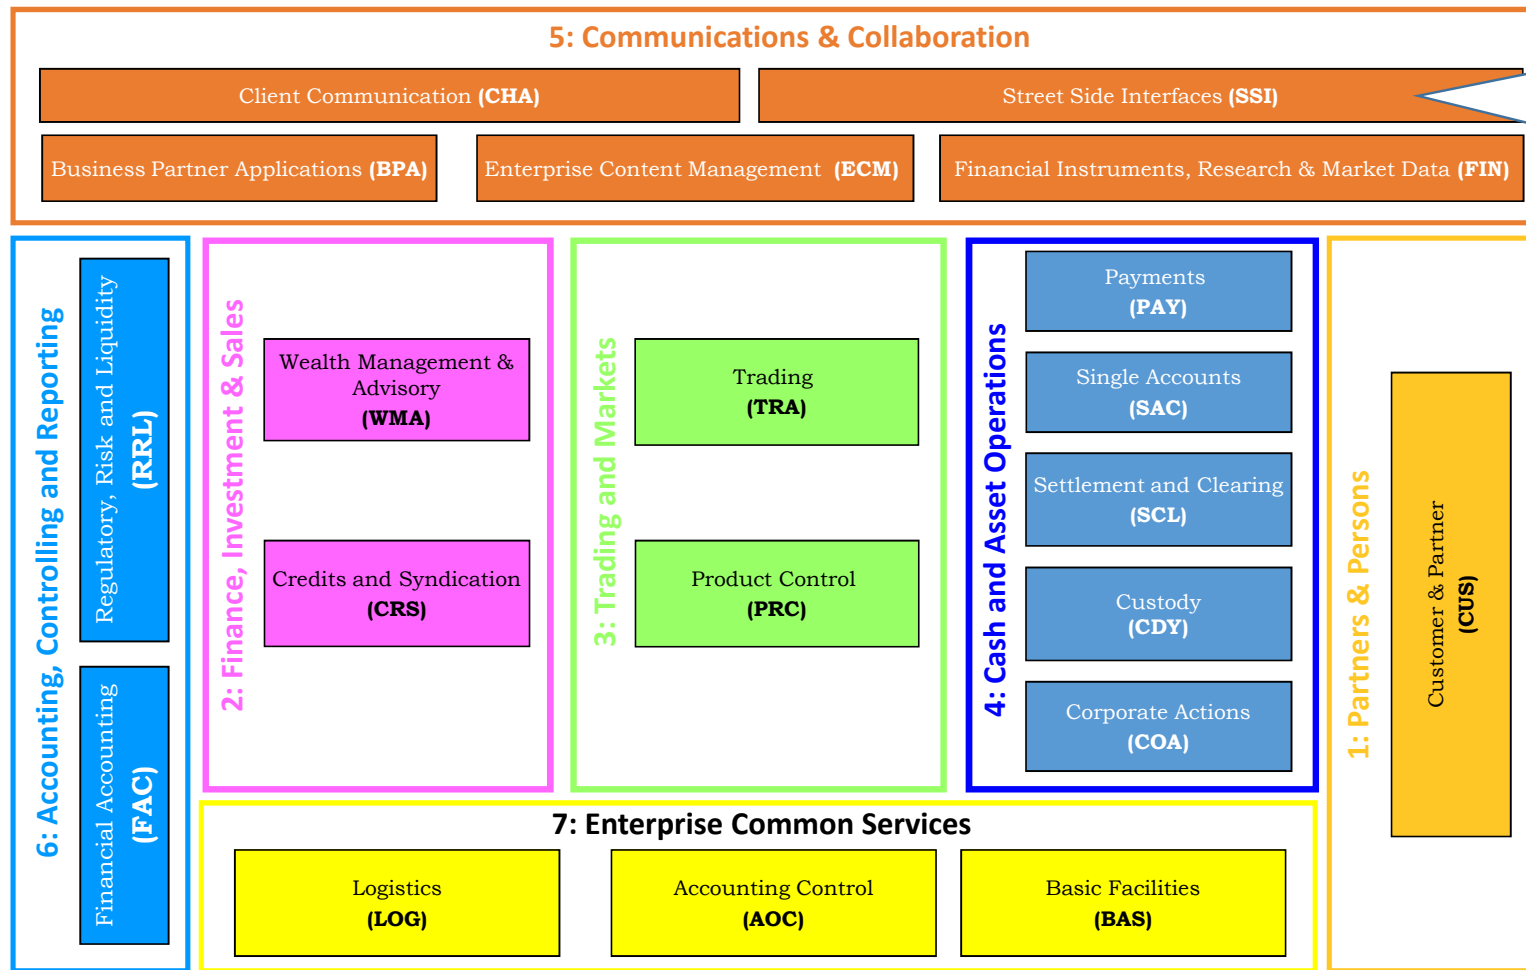 5: Communications & Collaboration
Client Communication (CHA)
Street Side Interfaces (SSI)
Business Partner Applications (BPA)
Enterprise Content Management (ECM)
Financial Instruments, Research & Market Data (FIN)
6: Accounting, Controlling and Reporting
Regulatory, Risk and Liquidity
(RRL)
Financial Accounting
(FAC)
2: Finance, Investment & Sales
Wealth Management &
Advisory
(WMA)
Credits and Syndication
(CRS)
3: Trading and Markets
Trading
(TRA)
Product Control
(PRC)
4: Cash and Asset Operations
Payments
(PAY)
Single Accounts
(SAC)
Settlement and Clearing
(SCL)
Custody
(CDY)
Corporate Actions
(COA)
1: Partners & Persons
Customer & Partner
(CUS)
7: Enterprise Common Services
Logistics
(LOG)
Accounting Control
(AOC)
Basic Facilities
(BAS)